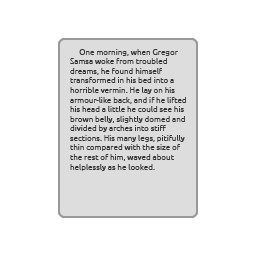 One morning, when Gregor
Samsa woke from troubled
dreams, he found himself
transformed in his bed into a
horrible vermin. He lay on his
armour-like back, and if he lifted
his head a little he could see his
brown belly, slightly domed and
divided by arches into stiff
sections. His many legs, pitifully
thin compared with the size of
the rest of him, waved about
helplessly as he looked.